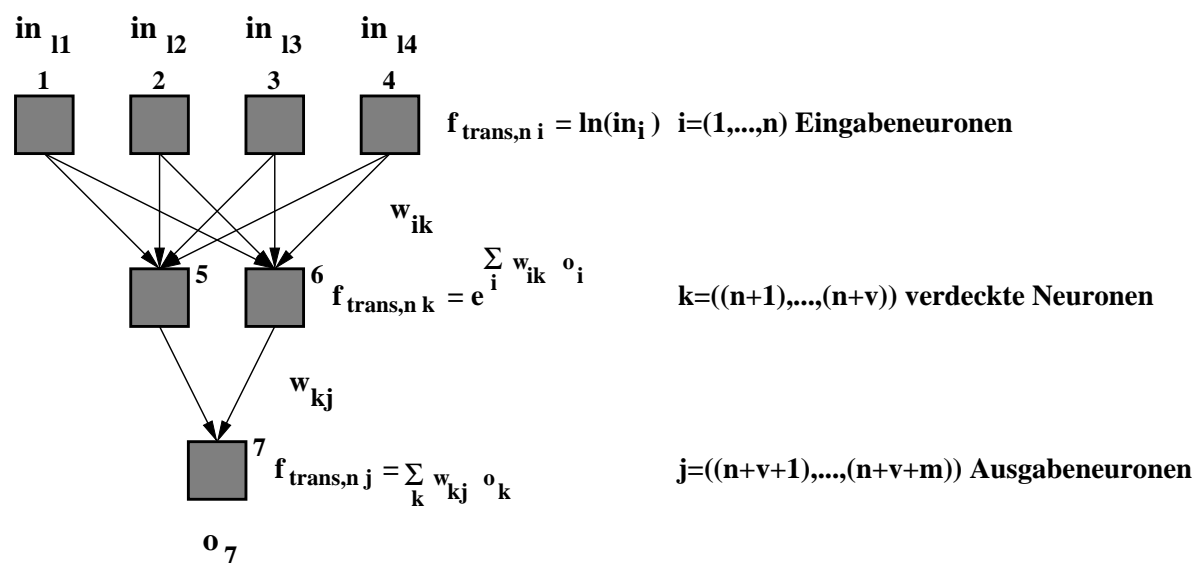 in l1 in l2 in l3 in l4
1 2 3 4
f trans,n i = ln(in i ) i=(1,...,n) Eingabeneuronen
w ik
5 6
f trans,n k = e ∑ i w ik o i k=((n+1),...,(n+v)) verdeckte Neuronen
w kj
7
f trans,n j = ∑ k w kj o k j=((n+v+1),...,(n+v+m)) Ausgabeneuronen
o 7